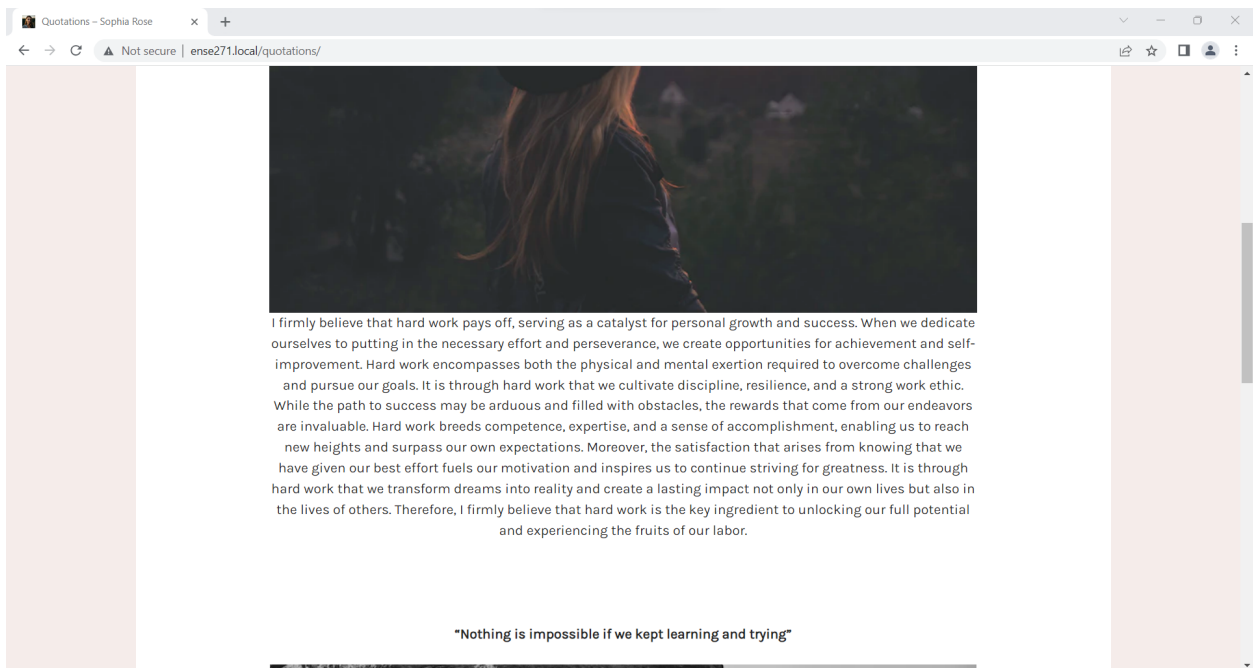 Quotations – Sophia Rose
Not secure | ense271.local/quotations/
I firmly believe that hard work pays off, serving as a catalyst for personal growth and success. When we dedicate
ourselves to putting in the necessary effort and perseverance, we create opportunities for achievement and self-
improvement. Hard work encompasses both the physical and mental exertion required to overcome challenges
and pursue our goals. It is through hard work that we cultivate discipline, resilience, and a strong work ethic.
While the path to success may be arduous and filled with obstacles, the rewards that come from our endeavors
are invaluable. Hard work breeds competence, expertise, and a sense of accomplishment, enabling us to reach
new heights and surpass our own expectations. Moreover, the satisfaction that arises from knowing that we
have given our best effort fuels our motivation and inspires us to continue striving for greatness. It is through
hard work that we transform dreams into reality and create a lasting impact not only in our own lives but also in
the lives of others. Therefore, I firmly believe that hard work is the key ingredient to unlocking our full potential
and experiencing the fruits of our labor.
“Nothing is impossible if we kept learning and trying”